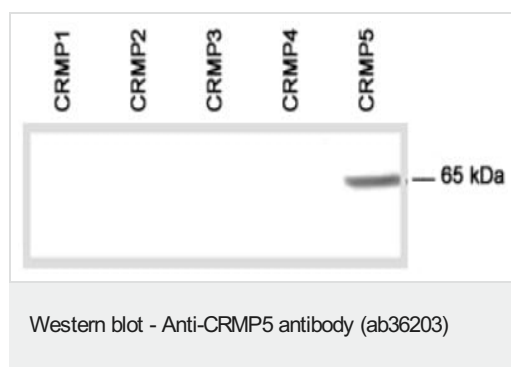 CRMP1
CRMP2
CRMP3
CRMP4
CRMP5
65 kDa
Western blot - Anti-CRMP5 antibody (ab36203)